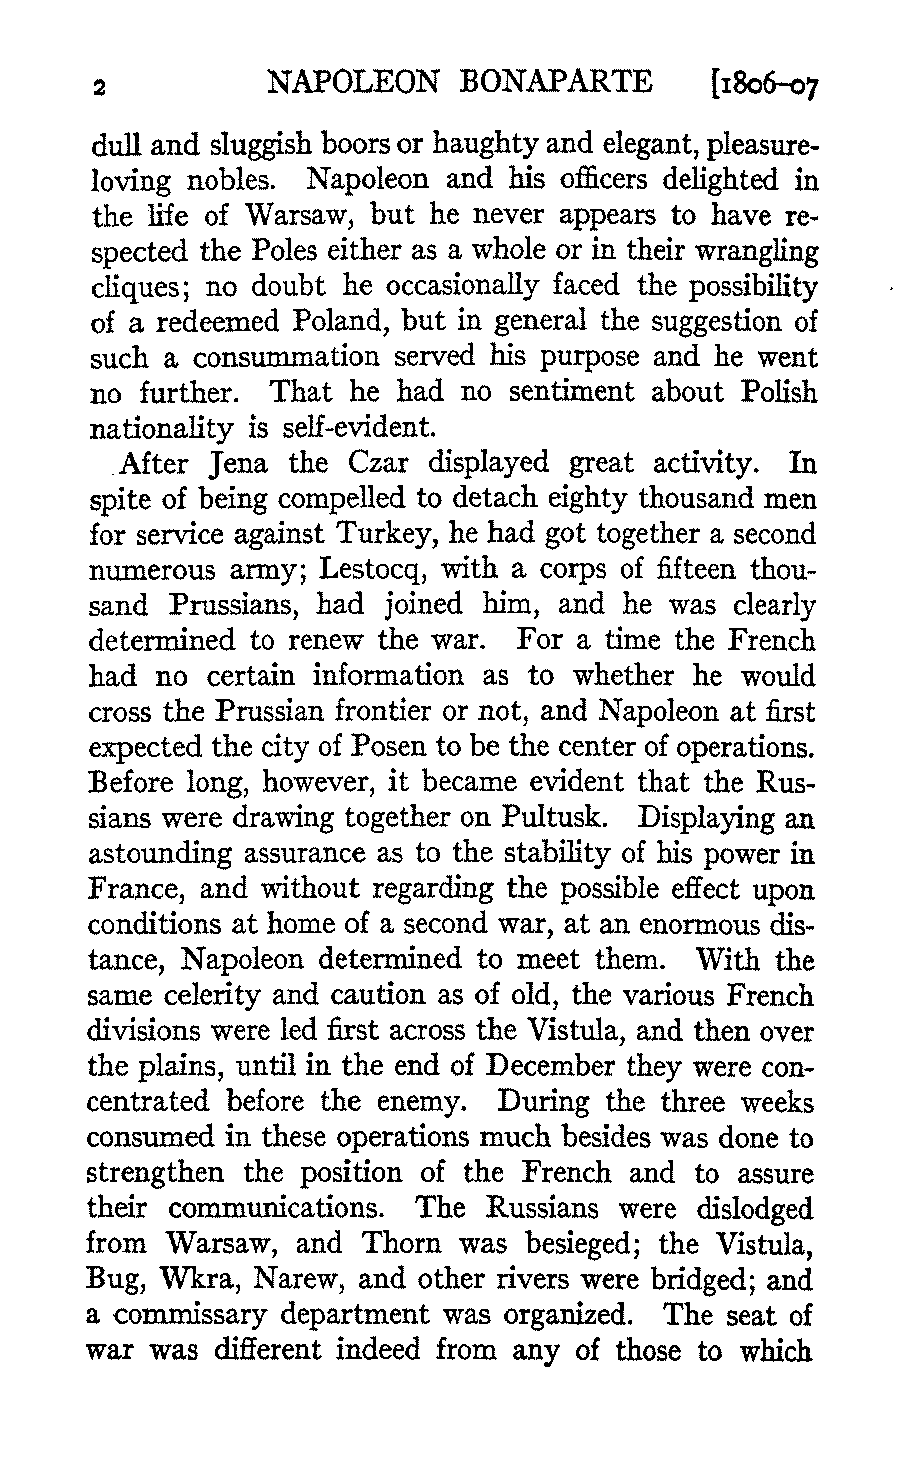 2 NAPOLEON BONAPARTE [1806-07
dull and sluggish boors or haughty and elegant, pleasure-
loving nobles. Napoleon and his officers delighted in
the life of Warsaw, but he never appears to have re-
spected the Poles either as a whole or in their wrangling
cliques; no doubt he occasionally faced the possibility
of a redeemed Poland, but in general the suggestion of
such a consummation served his purpose and he went
no further. That he had no sentiment about Polish
nationality is self-evident.
After Jena the Czar displayed great activity. In
spite of being compelled to detach eighty thousand men
for service against Turkey, he had got together a second
numerous army; Lestocq, with a corps of fifteen thou-
sand Prussians, had joined him, and he was clearly
determined to renew the war. For a time the French
had no certain information as to whether he would
cross the Prussian frontier or not, and Napoleon at first
expected the city of Posen to be the center of operations.
Before long, however, it became evident that the Rus-
sians were drawing together on Pultusk. Displaying an
astounding assurance as to the stability of his power in
France, and without regarding the possible effect upon
conditions at home of a second war, at an enormous dis-
tance, Napoleon determined to meet them. With the
same celerity and caution as of old, the various French
divisions were led first across the Vistula, and then over
the plains, until in the end of December they were con-
centrated before the enemy. During the three weeks
consumed in these operations much besides was done to
strengthen the position of the French and to assure
their communications. The Russians were dislodged
from Warsaw, and Thorn was besieged; the Vistula,
Bug, Wkra, Narew, and other rivers were bridged; and
a commissary department was organized. The seat of
war was different indeed from any of those to which